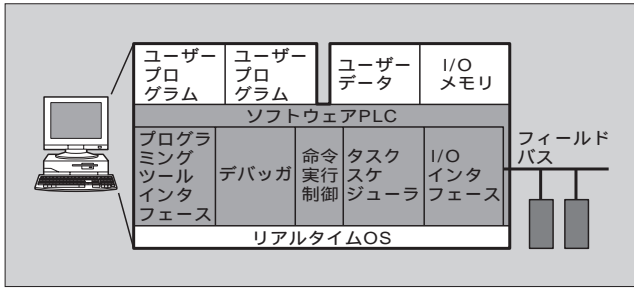 ユーザー
プロ
グラム
ユーザー
プロ
グラム
ユーザー
データ
I/O
メモリ
ソフトウェアPLC
プログラ
ミング
ツール
インタ
フェース
デバッガ
命令
実行
制御
タスク
スケ
ジューラ
I/O
インタ
フェース
フィールド
バス
リアルタイムOS